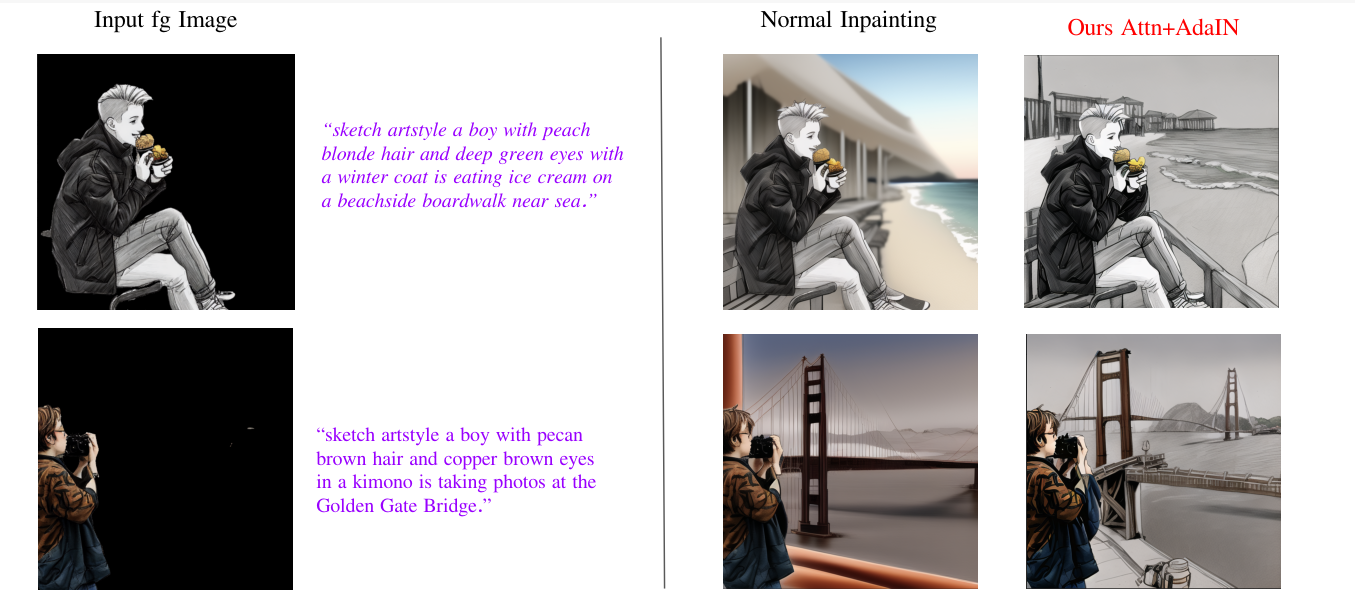 Input fg Image
Normal Inpainting
Ours Attn+AdaIN
“sketch artstyle a boy with peach
blonde hair and deep green eyes with
a winter coat is eating ice cream on
a beachside boardwalk near sea.”
“sketch artstyle a boy with pecan
brown hair and copper brown eyes
in a kimono is taking photos at the
Golden Gate Bridge.”